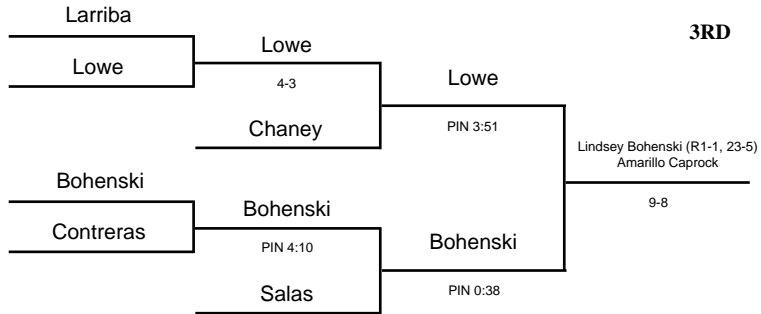 Larriba
3RD
Lowe
Lowe
4-3
Lowe
Chaney
PIN 3:51
Lindsey Bohenski (R1-1, 23-5)
Amarillo Caprock
9-8
Bohenski
Bohenski
Contreras
PIN 4:10
Bohenski
Salas
PIN 0:38